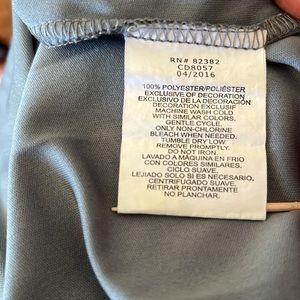 RN# 82382
CD8057
04/2016
100% POLYESTER/POLIÉSTER
EXCLUSIVE OF DECORATION
EXCLUSIVO DE LA DECORACIÓN
DECORATION EXCLUSIF
MACHINE WASH COLD
WITH SIMILAR COLORS,
GENTLE CYCLE.
ONLY NON-CHLORINE
BLEACH WHEN NEEDED.
TUMBLE DRY LOW
REMOVE PROMPTLY.
DO NOT IRON.
LAVADO A MÁQUINA EN FRIO
CON COLORES SIMILARES,
CICLO SUAVE.
LEJIADO SOLO SI ES NECESARIO,
CENTRIFUGADO SUAVE,
RETIRAR PRONTAMENTE
NO PLANCHAR.